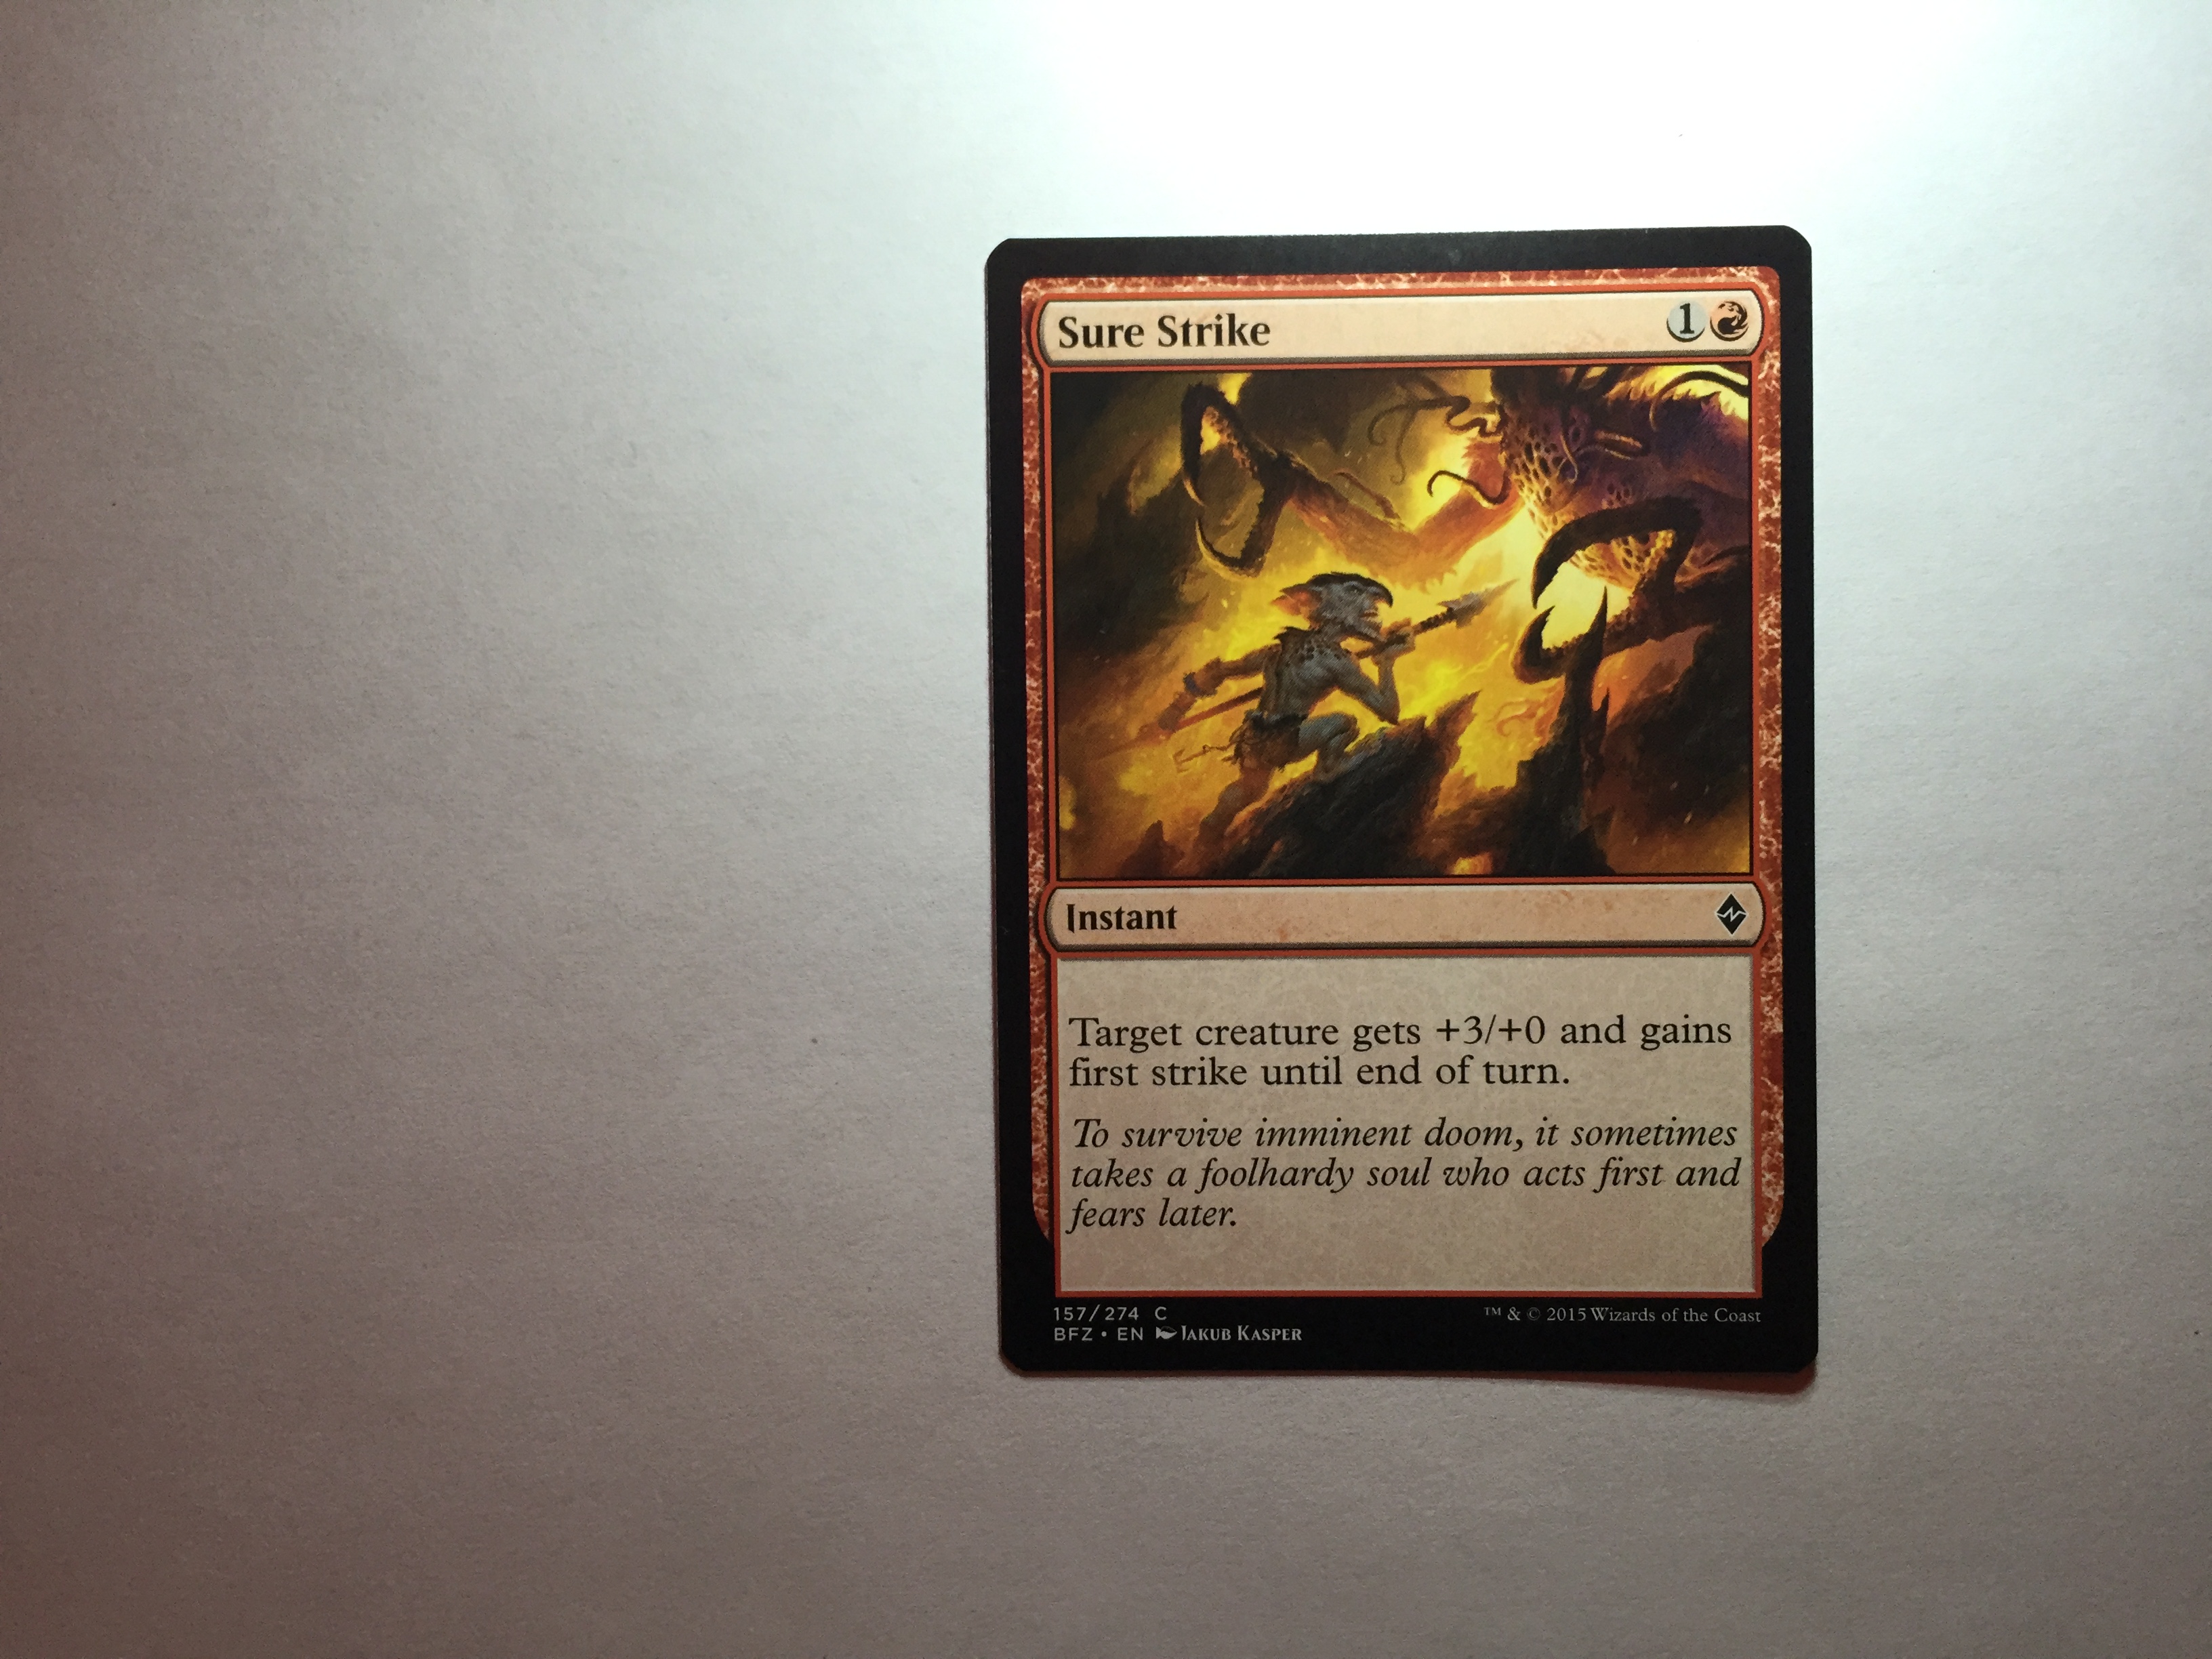 Sure Strike 1
Instant
Target creature gets +3/+0 and gains
first strike until end of turn.
To survive imminent doom, it sometimes
takes a foolhardy soul who acts first and
fears later.
157/274 C
BFZ • EN JAKUB KASPER
™ & © 2015 Wizards of the Coast